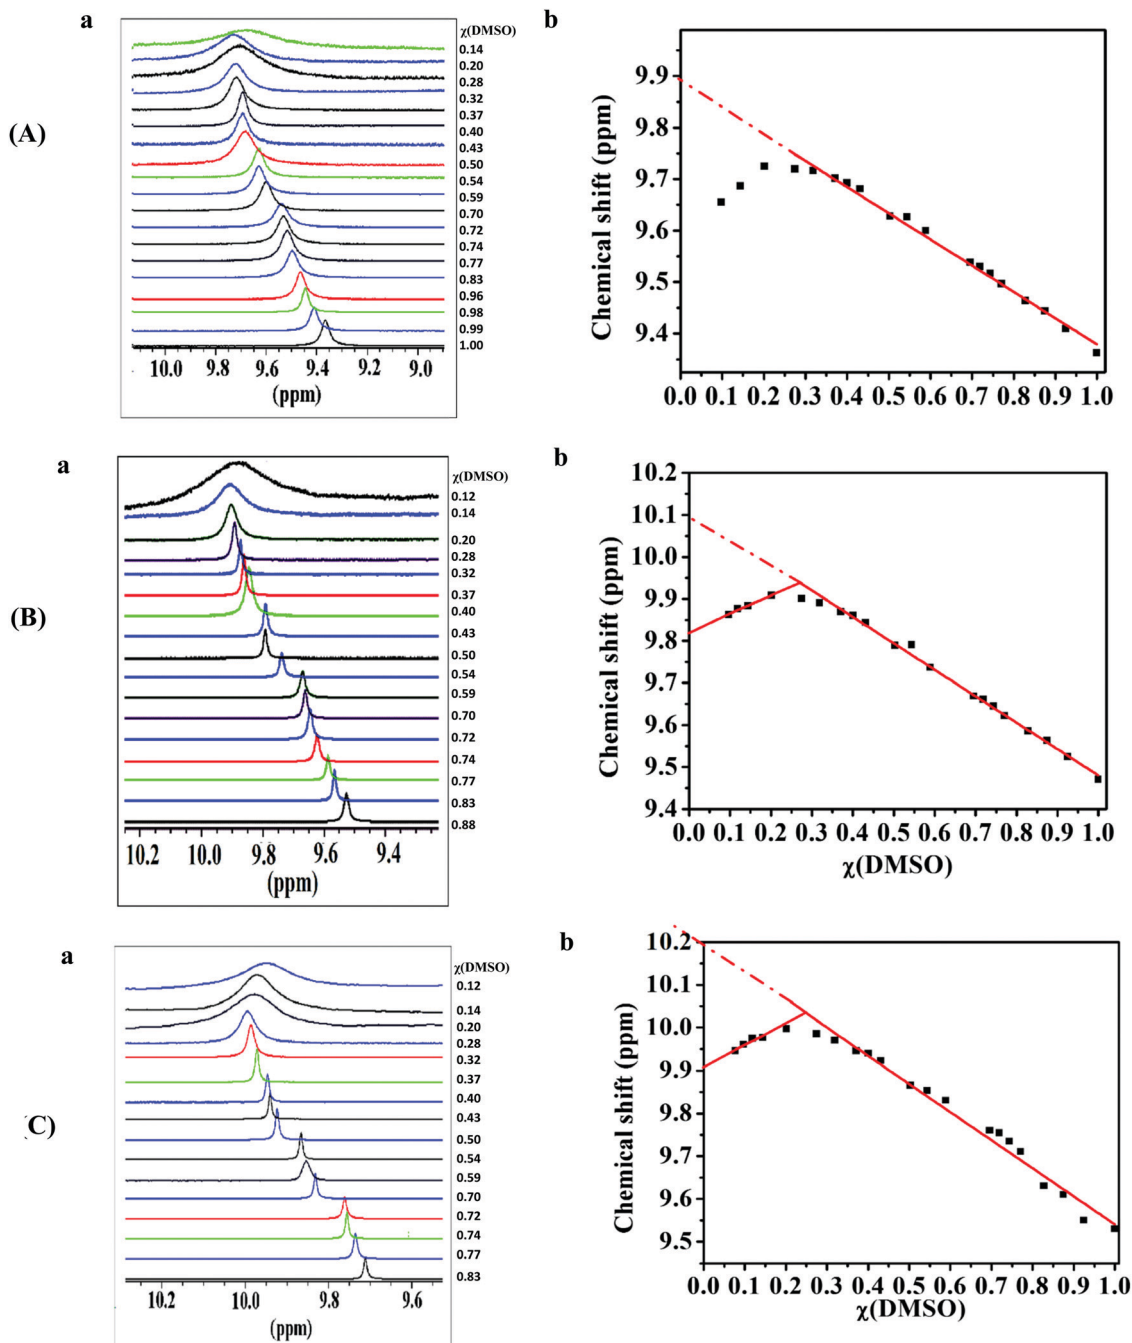 a
χ(DMSO)
0.14
0.20
0.28
0.32
0.37
0.40
0.43
0.50
0.54
0.59
0.70
0.72
0.74
0.77
0.83
0.96
0.98
0.99
1.00
10.0 9.8 9.6 9.4 9.2 9.0
(ppm)
(A)
b
Chemical shift (ppm)
9.9
9.8
9.7
9.6
9.5
9.4
0.0 0.1 0.2 0.3 0.4 0.5 0.6 0.7 0.8 0.9 1.0
a
χ(DMSO)
0.12
0.14
0.20
0.28
0.32
0.37
0.40
0.43
0.50
0.54
0.59
0.70
0.72
0.74
0.77
0.83
0.88
10.2 10.0 9.8 9.6 9.4
(ppm)
(B)
b
Chemical shift (ppm)
10.2
10.1
10.0
9.9
9.8
9.7
9.6
9.5
9.4
0.0 0.1 0.2 0.3 0.4 0.5 0.6 0.7 0.8 0.9 1.0
χ(DMSO)
a
χ(DMSO)
0.12
0.14
0.20
0.28
0.32
0.37
0.40
0.43
0.50
0.54
0.59
0.70
0.72
0.74
0.77
0.83
10.2 10.0 9.8 9.6
(ppm)
C)
b
Chemical shift (ppm)
10.2
10.1
10.0
9.9
9.8
9.7
9.6
9.5
0.0 0.1 0.2 0.3 0.4 0.5 0.6 0.7 0.8 0.9 1.0
χ(DMSO)